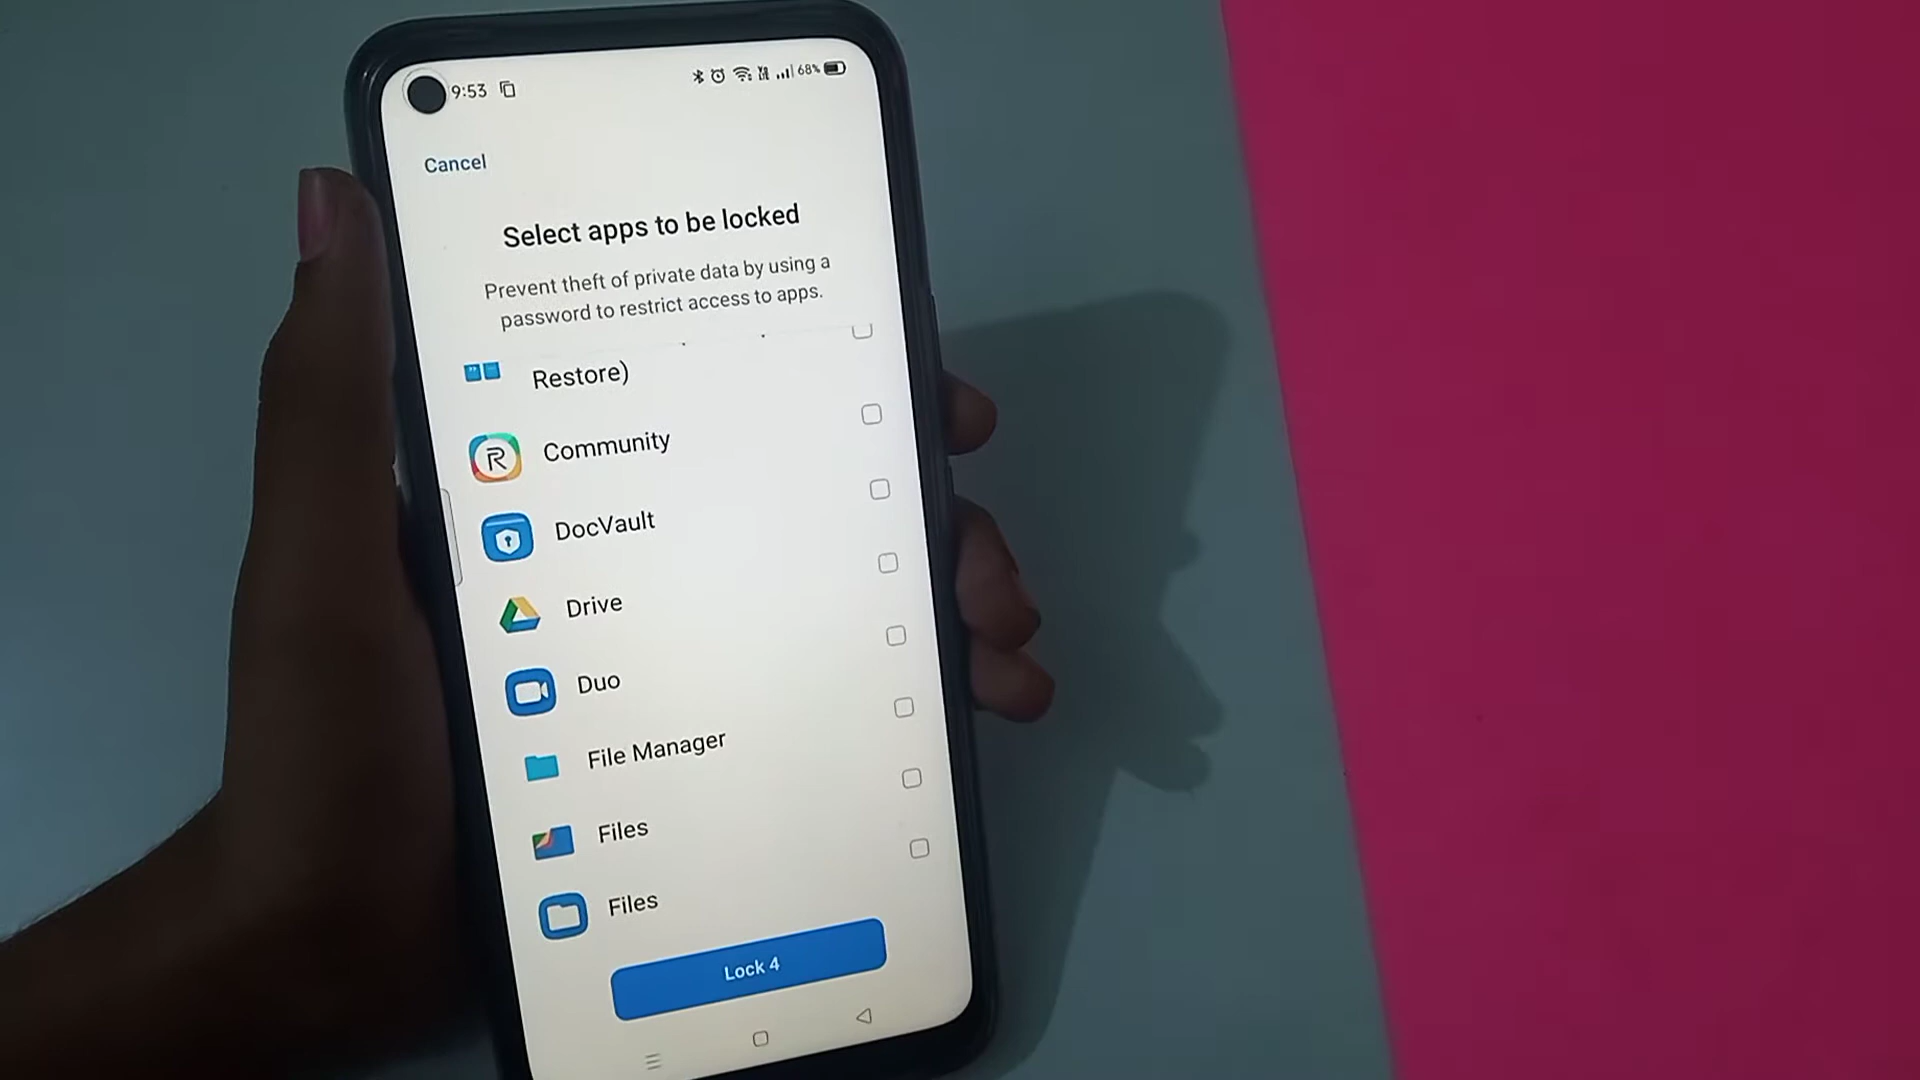 9:53 68%
Cancel
Select apps to be locked
Prevent theft of private data by using a
password to restrict access to apps.
Restore)
Community
DocVault
Drive
Duo
File Manager
Files
Files
Lock 4